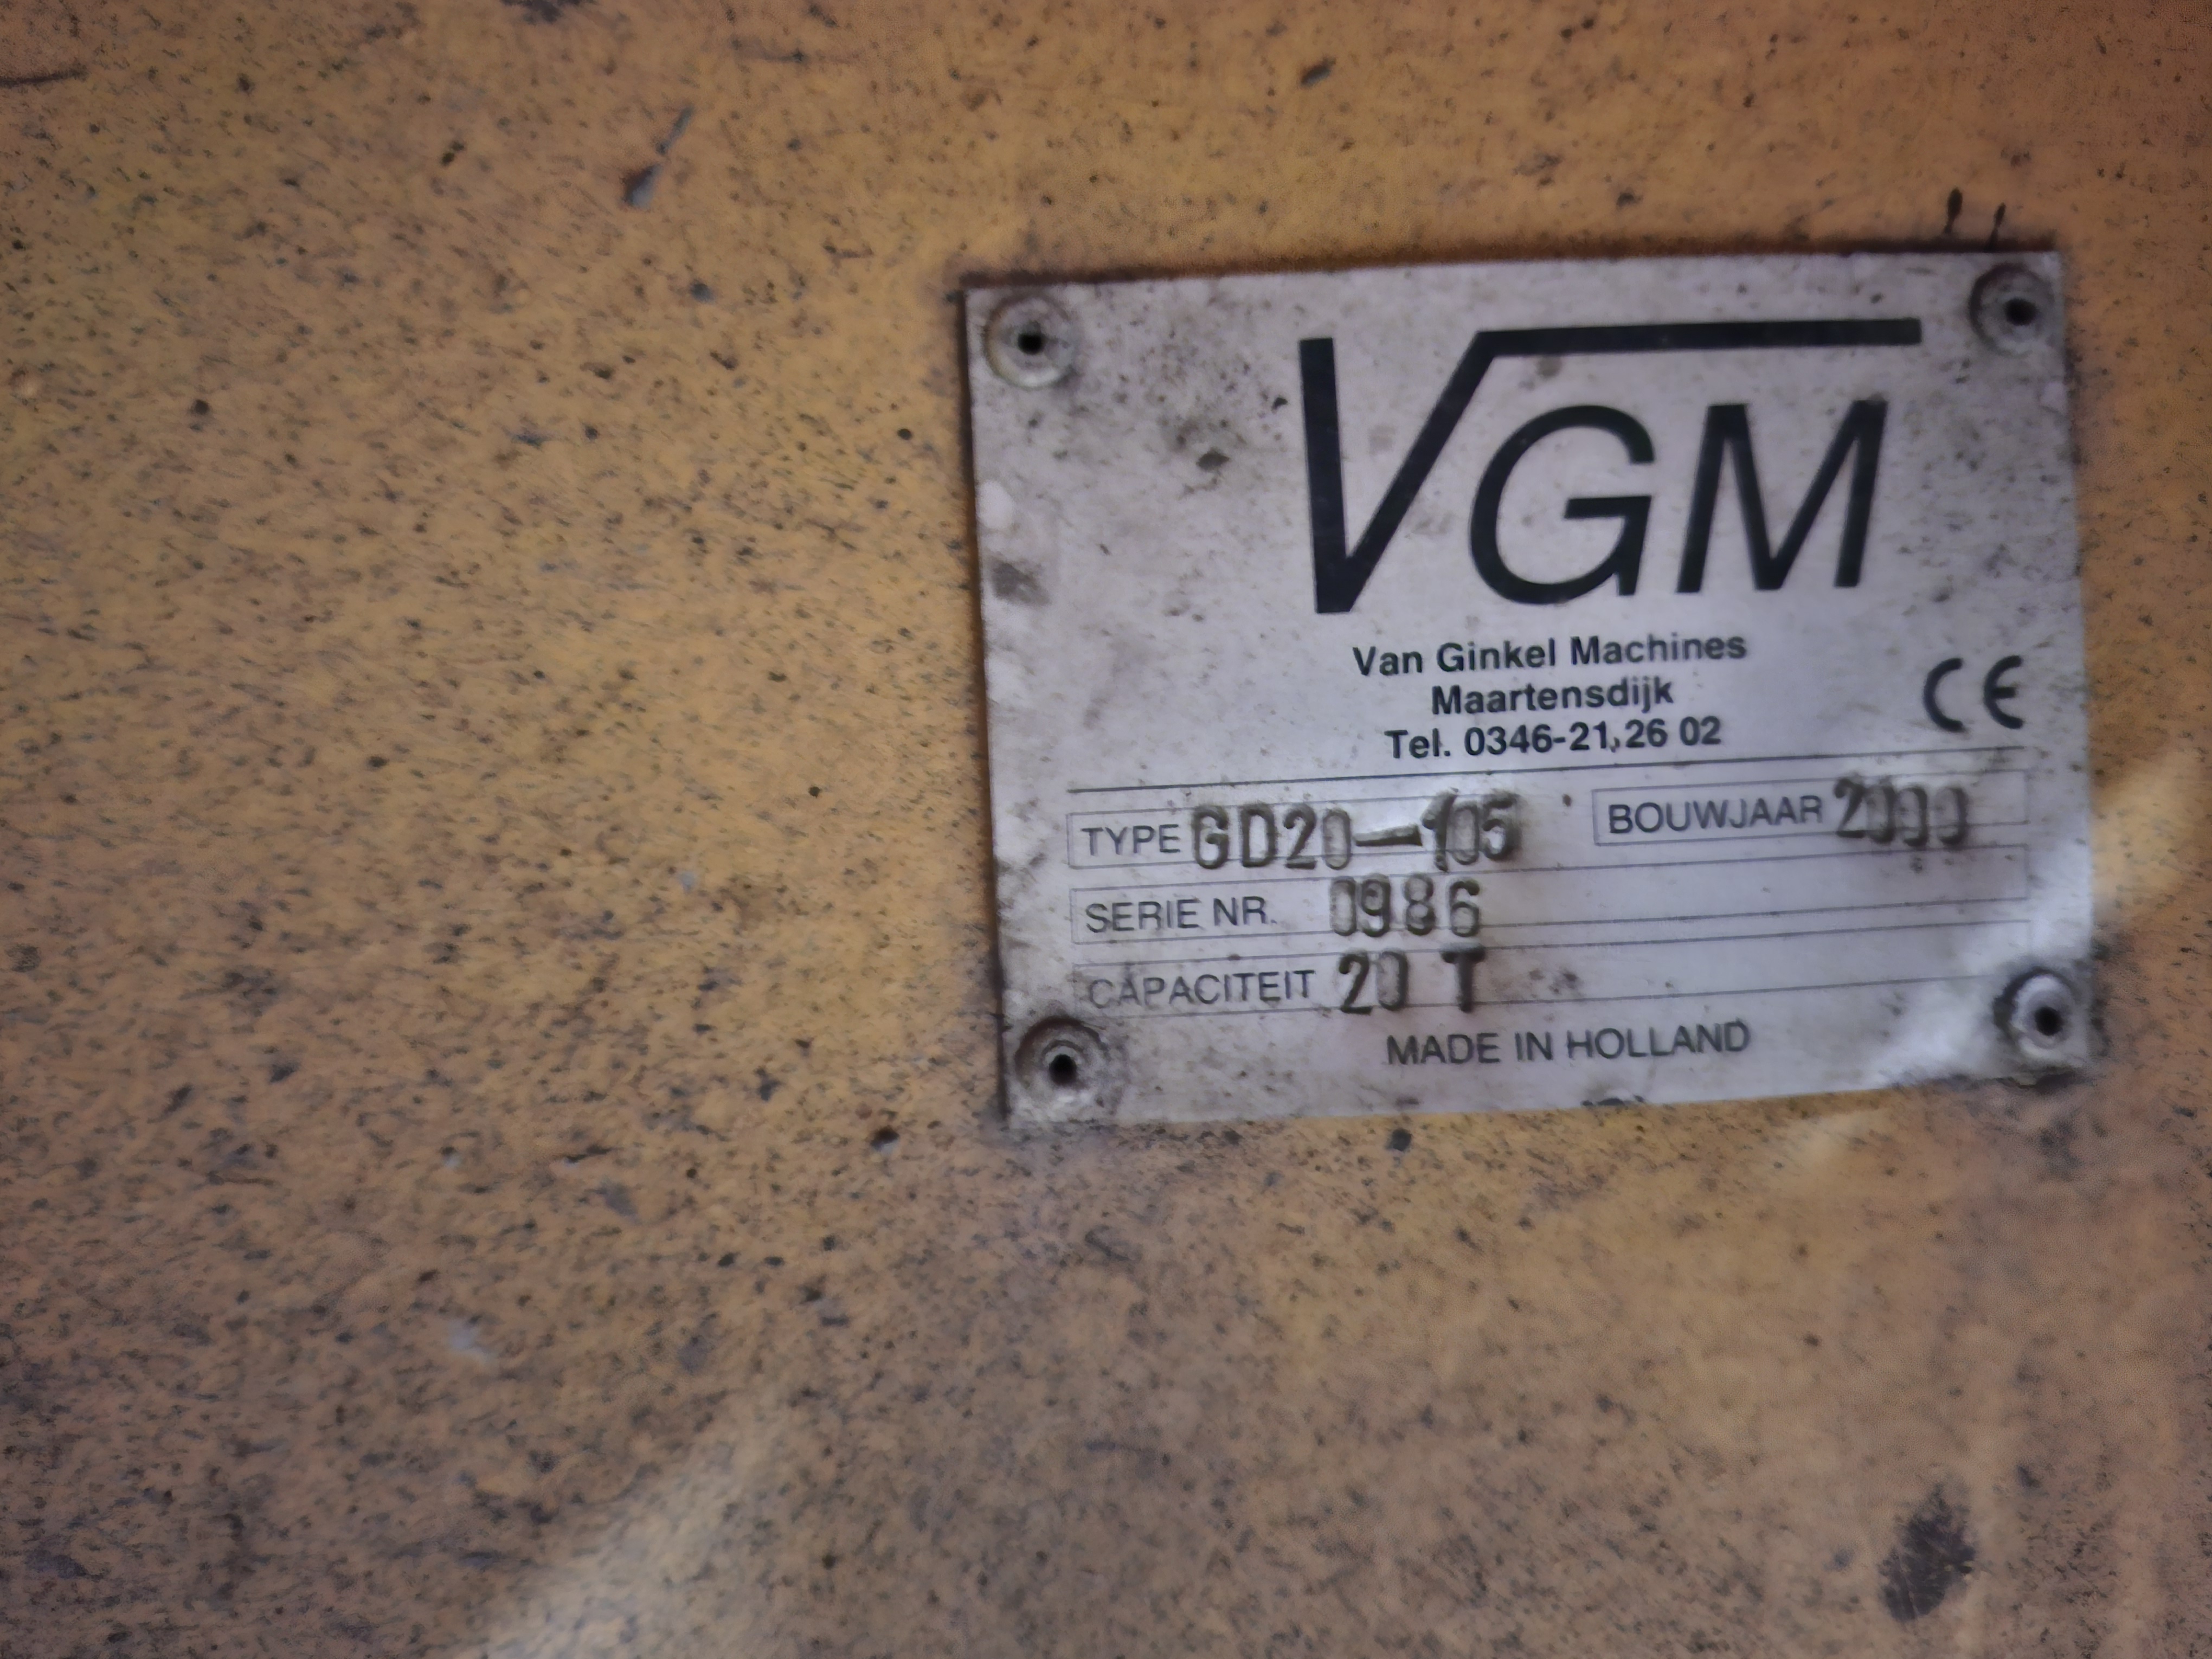 VGM
Van Ginkel Machines
Maartensdijk
Tel. 0346-21,26 02
CE
TYPE GD20-105 BOUWJAAR 2000
SERIE NR. 0986
CAPACITEIT 20 T
MADE IN HOLLAND